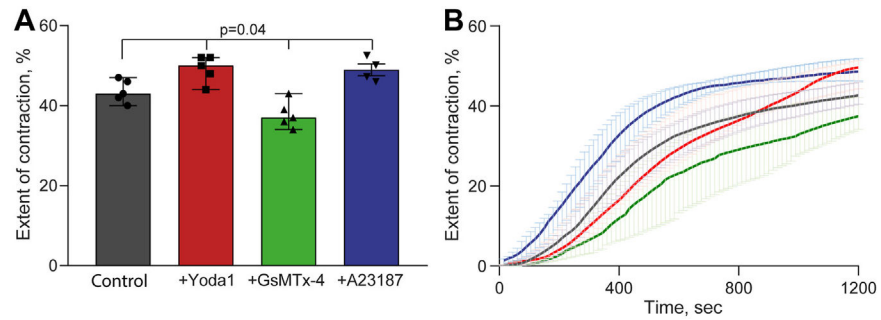 A
p=0.04
Extent of contraction, %
60
40
20
0
Control
+Yoda1
+GsMTx-4
+A23187
B
Extent of contraction, %
60
40
20
0
0
400
800
1200
Time, sec